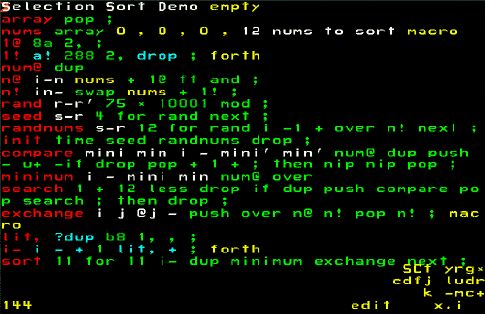 Selection Sort Demo empty
array pop ;
nums array 0 , 0 , 0 , 12 nums to sort macro
1@ 8a 2, ;
1! a! 288 2, drop ; forth
num@ dup
n@ i-n nums + 1@ ff and ;
n! in- swap nums + 1! ;
rand r-r' 75 * 10001 mod ;
seed s-r 4 for rand next ;
randnums s-r 12 for rand i -1 + over n! next ;
init time seed randnums drop ;
compare mini min i - mini' min' num@ dup push
- u+ -if drop pop + 1 + ; then nip nip pop ;
minimum i - mini min num@ over
search 1 + 12 less drop if dup push compare po
p search ; then drop ;
exchange i j@j - push over n@ n! pop n! ; mac
ro
lit, ?dup b8 1, , ;
i- i - + 1 lit, + ; forth
sort 11 for 11 i- dup minimum exchange next ;
SCf yrg*
cdfj ludr
k -mc+
144 edit x.i